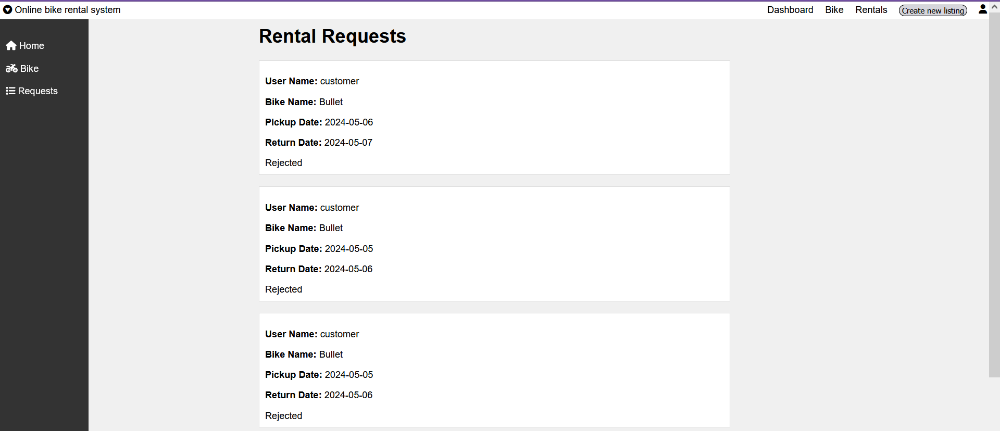 Online bike rental system
Dashboard Bike Rentals Create new listing
Home
Bike
Requests
Rental Requests
User Name: customer
Bike Name: Bullet
Pickup Date: 2024-05-06
Return Date: 2024-05-07
Rejected
User Name: customer
Bike Name: Bullet
Pickup Date: 2024-05-05
Return Date: 2024-05-06
Rejected
User Name: customer
Bike Name: Bullet
Pickup Date: 2024-05-05
Return Date: 2024-05-06
Rejected